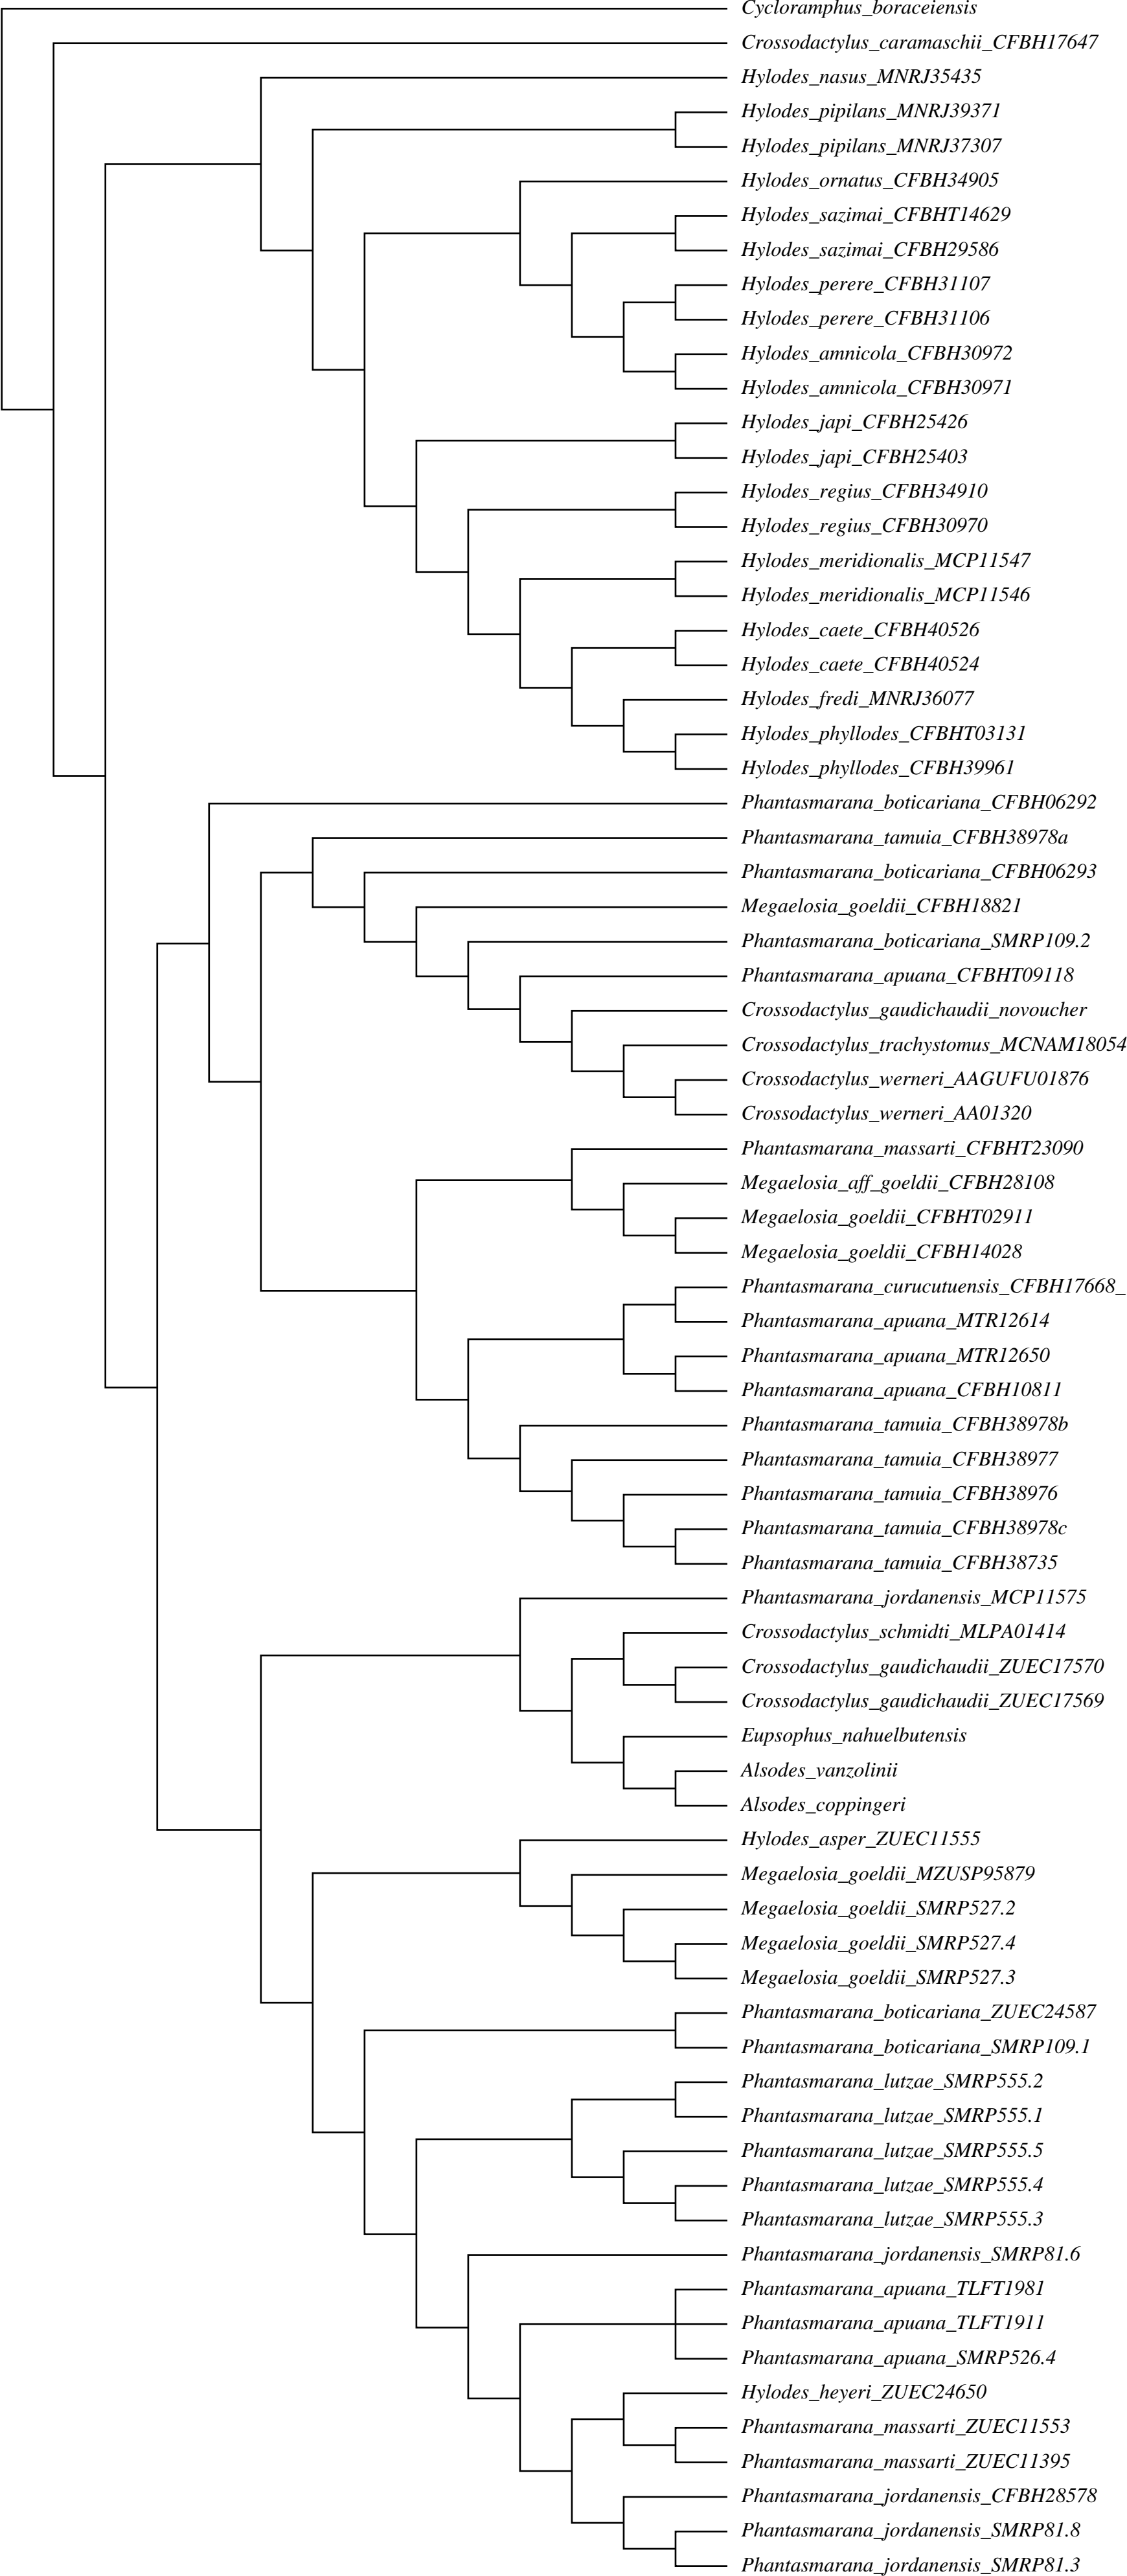 Cycloramphus_boraceiensis
Crossodactylus_caramaschii_CFBH17647
Hylodes_nasus_MNRJ35435
Hylodes_pipilans_MNRJ39371
Hylodes_pipilans_MNRJ37307
Hylodes_ornatus_CFBH34905
Hylodes_sazimai_CFBHT14629
Hylodes_sazimai_CFBH29586
Hylodes_perere_CFBH31107
Hylodes_perere_CFBH31106
Hylodes_amnicola_CFBH30972
Hylodes_amnicola_CFBH30971
Hylodes_japi_CFBH25426
Hylodes_japi_CFBH25403
Hylodes_regius_CFBH34910
Hylodes_regius_CFBH30970
Hylodes_meridionalis_MCP11547
Hylodes_meridionalis_MCP11546
Hylodes_caete_CFBH40526
Hylodes_caete_CFBH40524
Hylodes_fredi_MNRJ36077
Hylodes_phyllodes_CFBHT03131
Hylodes_phyllodes_CFBH39961
Phantasmarana_boticariana_CFBH06292
Phantasmarana_tamuia_CFBH38978a
Phantasmarana_boticariana_CFBH06293
Megaelosia_goeldii_CFBH18821
Phantasmarana_boticariana_SMRP109.2
Phantasmarana_apuana_CFBHT09118
Crossodactylus_gaudichaudii_novoucher
Crossodactylus_trachystomus_MCNAM18054
Crossodactylus_werneri_AAGUFU01876
Crossodactylus_werneri_AA01320
Phantasmarana_massarti_CFBHT23090
Megaelosia_aff_goeldii_CFBH28108
Megaelosia_goeldii_CFBHT02911
Megaelosia_goeldii_CFBH14028
Phantasmarana_curucutuensis_CFBH17668_
Phantasmarana_apuana_MTR12614
Phantasmarana_apuana_MTR12650
Phantasmarana_apuana_CFBH10811
Phantasmarana_tamuia_CFBH38978b
Phantasmarana_tamuia_CFBH38977
Phantasmarana_tamuia_CFBH38976
Phantasmarana_tamuia_CFBH38978c
Phantasmarana_tamuia_CFBH38735
Phantasmarana_jordanensis_MCP11575
Crossodactylus_schmidti_MLPA01414
Crossodactylus_gaudichaudii_ZUEC17570
Crossodactylus_gaudichaudii_ZUEC17569
Eupsophus_nahuelbutensis
Alsodes_vanzolinii
Alsodes_coppingeri
Hylodes_asper_ZUEC11555
Megaelosia_goeldii_MZUSP95879
Megaelosia_goeldii_SMRP527.2
Megaelosia_goeldii_SMRP527.4
Megaelosia_goeldii_SMRP527.3
Phantasmarana_boticariana_ZUEC24587
Phantasmarana_boticariana_SMRP109.1
Phantasmarana_lutzae_SMRP555.2
Phantasmarana_lutzae_SMRP555.1
Phantasmarana_lutzae_SMRP555.5
Phantasmarana_lutzae_SMRP555.4
Phantasmarana_lutzae_SMRP555.3
Phantasmarana_jordanensis_SMRP81.6
Phantasmarana_apuana_TLFT1981
Phantasmarana_apuana_TLFT1911
Phantasmarana_apuana_SMRP526.4
Hylodes_heyeri_ZUEC24650
Phantasmarana_massarti_ZUEC11553
Phantasmarana_massarti_ZUEC11395
Phantasmarana_jordanensis_CFBH28578
Phantasmarana_jordanensis_SMRP81.8
Phantasmarana_jordanensis_SMRP81.3